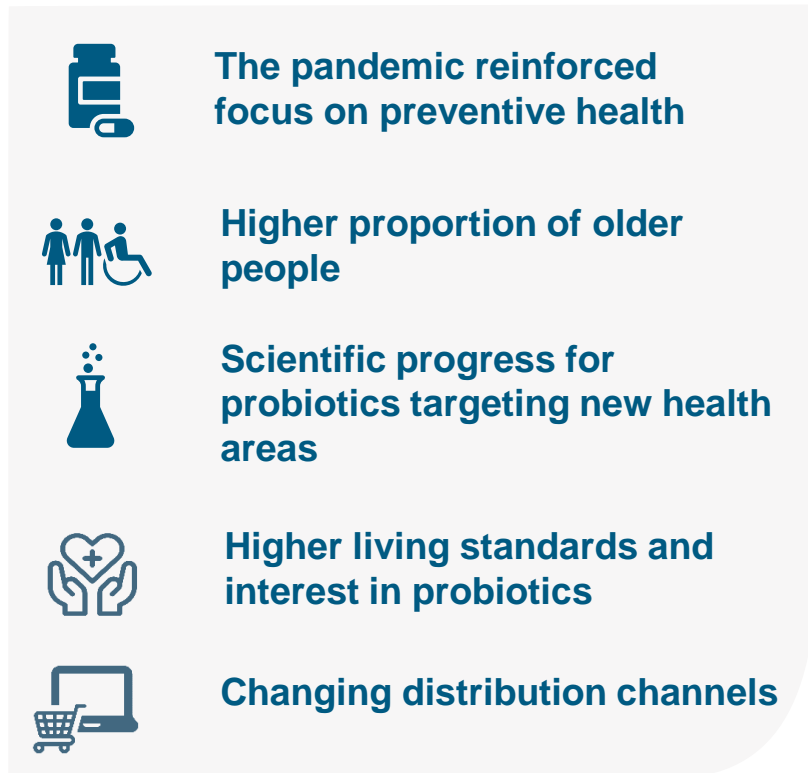 The pandemic reinforced
focus on preventive health
Higher proportion of older
people
Scientific progress for
probiotics targeting new health
areas
Higher living standards and
interest in probiotics
Changing distribution channels